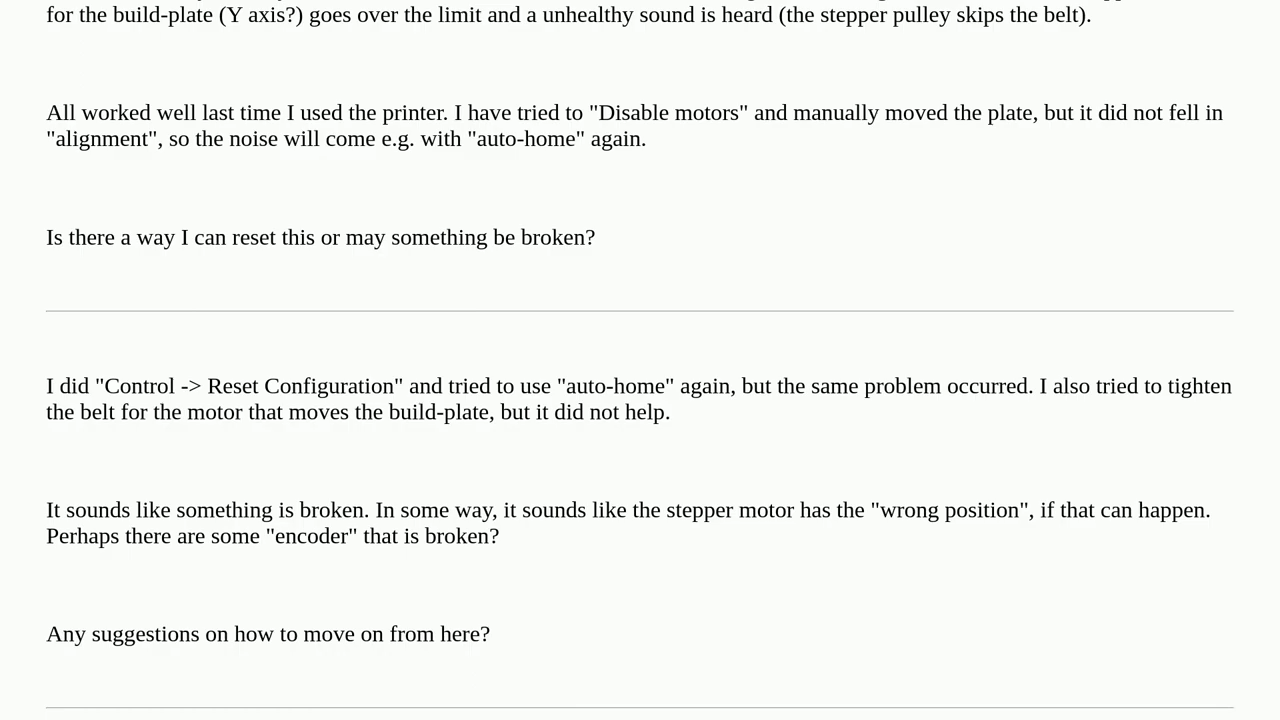 for the build-plate (Y axis?) goes over the limit and a unhealthy sound is heard (the stepper pulley skips the belt).
All worked well last time I used the printer. I have tried to "Disable motors" and manually moved the plate, but it did not fell in
"alignment", so the noise will come e.g. with "auto-home" again.
Is there a way I can reset this or may something be broken?
I did "Control -> Reset Configuration" and tried to use "auto-home" again, but the same problem occurred. I also tried to tighten
the belt for the motor that moves the build-plate, but it did not help.
It sounds like something is broken. In some way, it sounds like the stepper motor has the "wrong position", if that can happen.
Perhaps there are some "encoder" that is broken?
Any suggestions on how to move on from here?